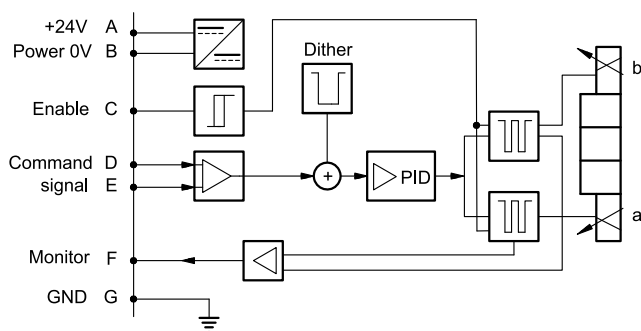 +24V A
Power 0V B
Dither
b
Enable C
Command D
signal E
+
PID
a
Monitor F
GND G